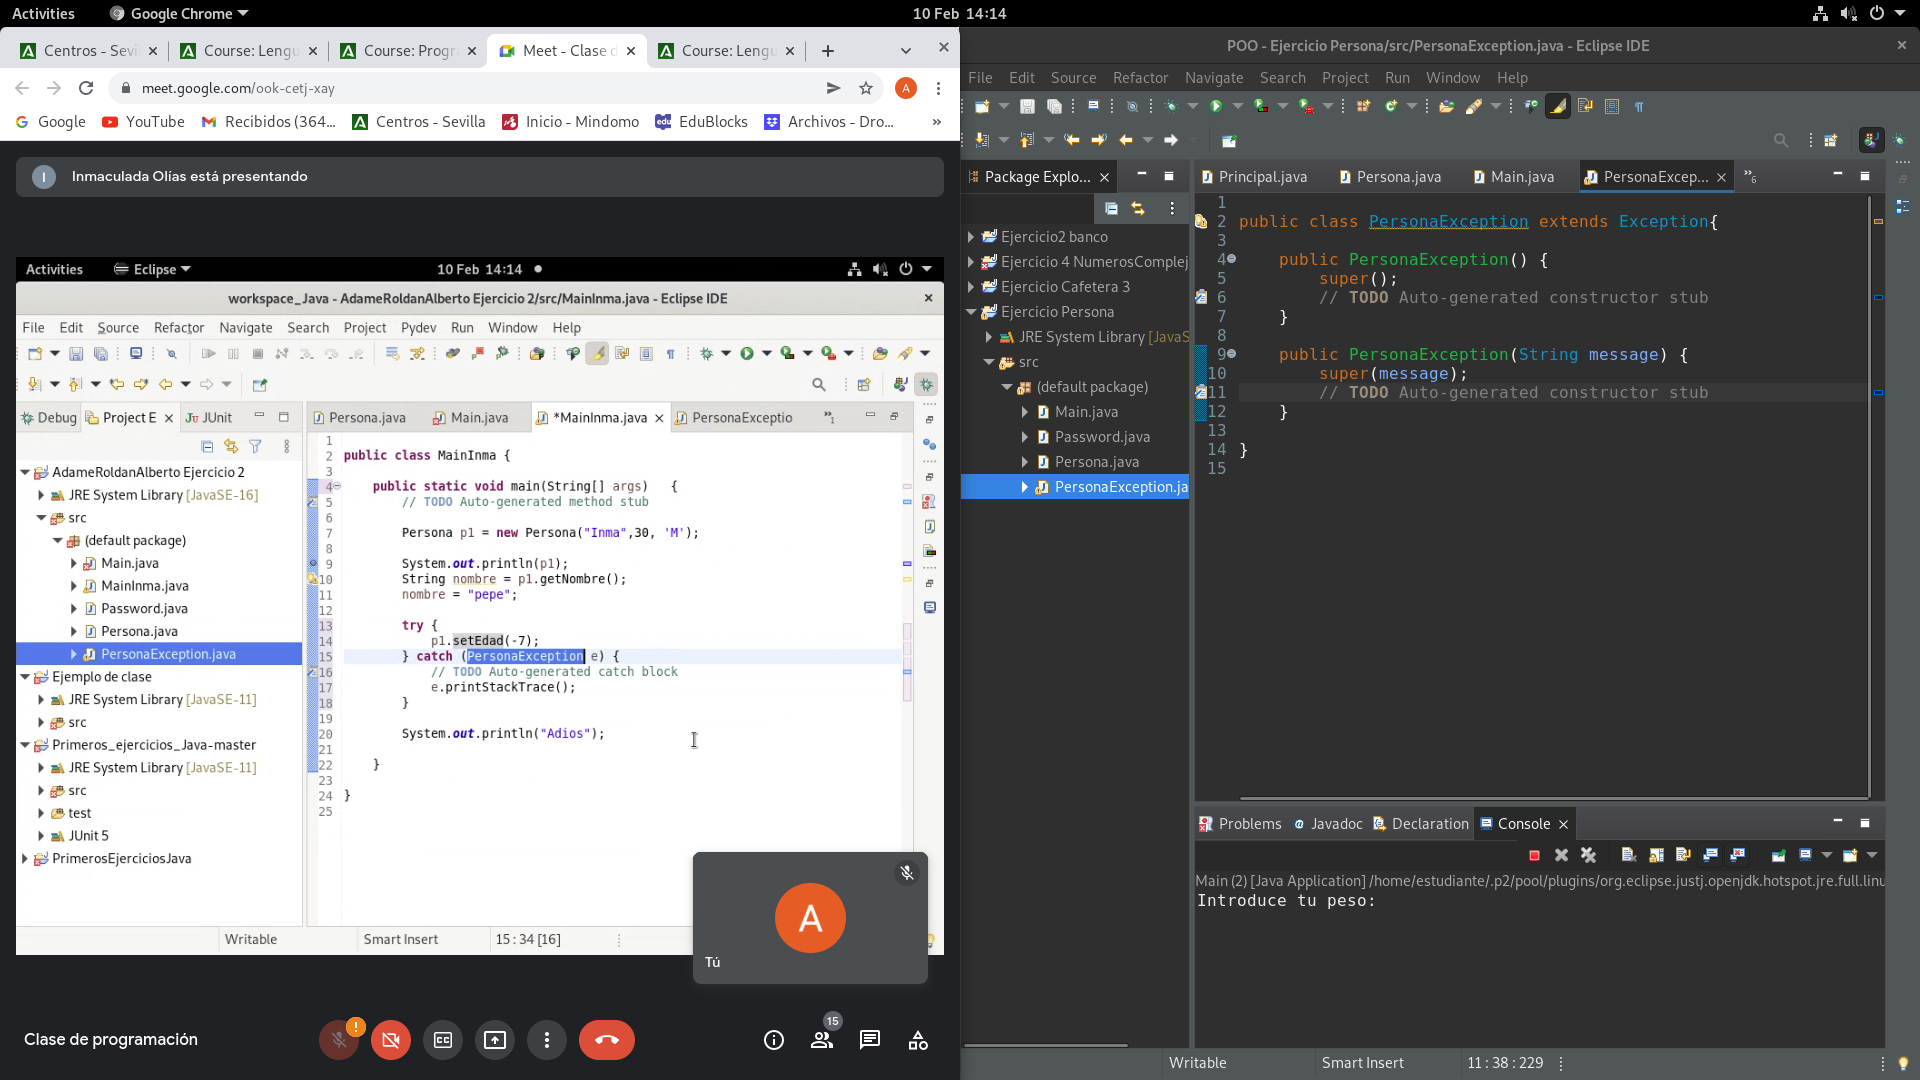 Activities
Google Chrome
10 Feb 14:14
Centros - Sevi
Course: Lengu
Course: Progra
Meet - Clase d
Course: Lengu
meet.google.com/ook-cetj-xay
A
Google
YouTube
Recibidos (364...
Centros - Sevilla
Inicio - Mindomo
EduBlocks
Archivos - Dro...
»
I
Inmaculada Olías está presentando
Activities
Eclipse
10 Feb 14:14
workspace_Java - AdameRoldanAlberto Ejercicio 2/src/MainInma.java - Eclipse IDE
File Edit Source Refactor Navigate Search Project Pydev Run Window Help
Debug
Project E
JUnit
Persona.java
Main.java
*MainInma.java
PersonaExceptio
»1
AdameRoldanAlberto Ejercicio 2
JRE System Library [JavaSE-16]
src
(default package)
Main.java
MainInma.java
Password.java
Persona.java
PersonaException.java
Ejemplo de clase
JRE System Library [JavaSE-11]
src
Primeros_ejercicios_Java-master
JRE System Library [JavaSE-11]
src
test
JUnit 5
PrimerosEjerciciosJava
1
2 public class MainInma {
3
4 public static void main(String[] args) {
5 // TODO Auto-generated method stub
6
7 Persona p1 = new Persona("Inma",30, 'M');
8
9 System.out.println(p1);
10 String nombre = p1.getNombre();
11 nombre = "pepe";
12
13 try {
14 p1.setEdad(-7);
15 } catch (PersonaException e) {
16 // TODO Auto-generated catch block
17 e.printStackTrace();
18 }
19
20 System.out.println("Adios");
21
22 }
23
24 }
25
Writable
Smart Insert
15 : 34 [16]
A
Tú
Clase de programación
!
15
POO - Ejercicio Persona/src/PersonaException.java - Eclipse IDE
File Edit Source Refactor Navigate Search Project Run Window Help
Package Explo...
Principal.java
Persona.java
Main.java
PersonaExcep...
»6
Ejercicio2 banco
Ejercicio 4 NumerosComplej
Ejercicio Cafetera 3
Ejercicio Persona
JRE System Library [JavaS
src
(default package)
Main.java
Password.java
Persona.java
PersonaException.ja
1
2 public class PersonaException extends Exception{
3
4 public PersonaException() {
5 super();
6 // TODO Auto-generated constructor stub
7 }
8
9 public PersonaException(String message) {
10 super(message);
11 // TODO Auto-generated constructor stub
12 }
13
14 }
15
Problems
@ Javadoc
Declaration
Console
Main (2) [Java Application] /home/estudiante/.p2/pool/plugins/org.eclipse.justj.openjdk.hotspot.jre.full.linu
Introduce tu peso:
Writable
Smart Insert
11 : 38 : 229